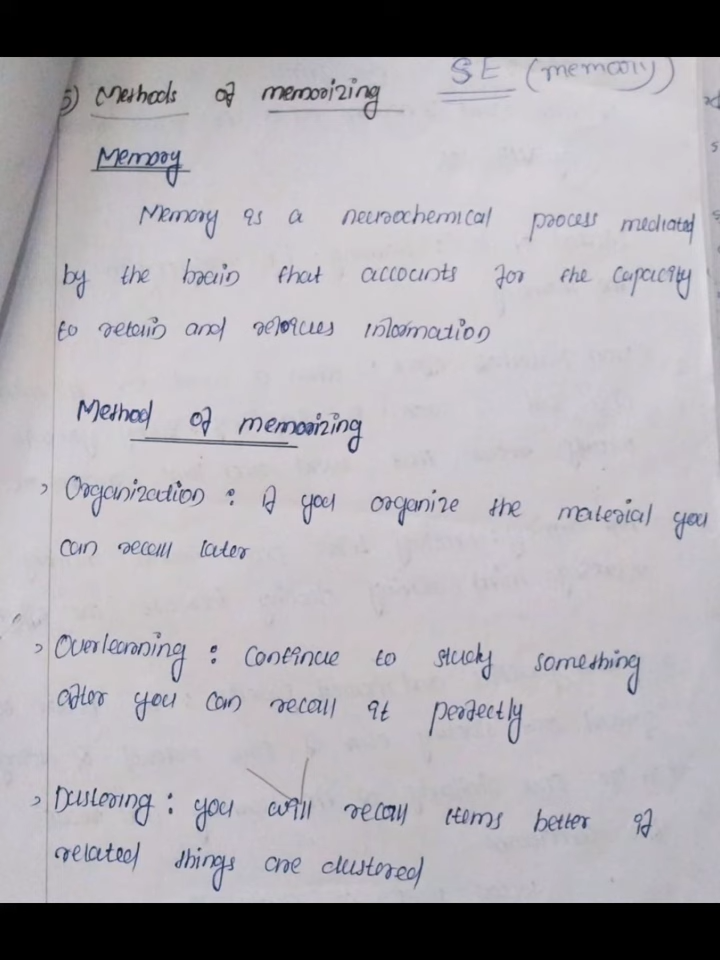 SE (memory)
5) Methods of memorizing
Memory
Memory is a neurochemical process mediated
by the brain that accounts for the capacity
to retain and information
Method of memorizing
› Organization : if you organize the material you
can recall later
› Overlearning : continue to study something
after you can recall it perfectly
› Clustering : you will recall items better if
related things are clustered